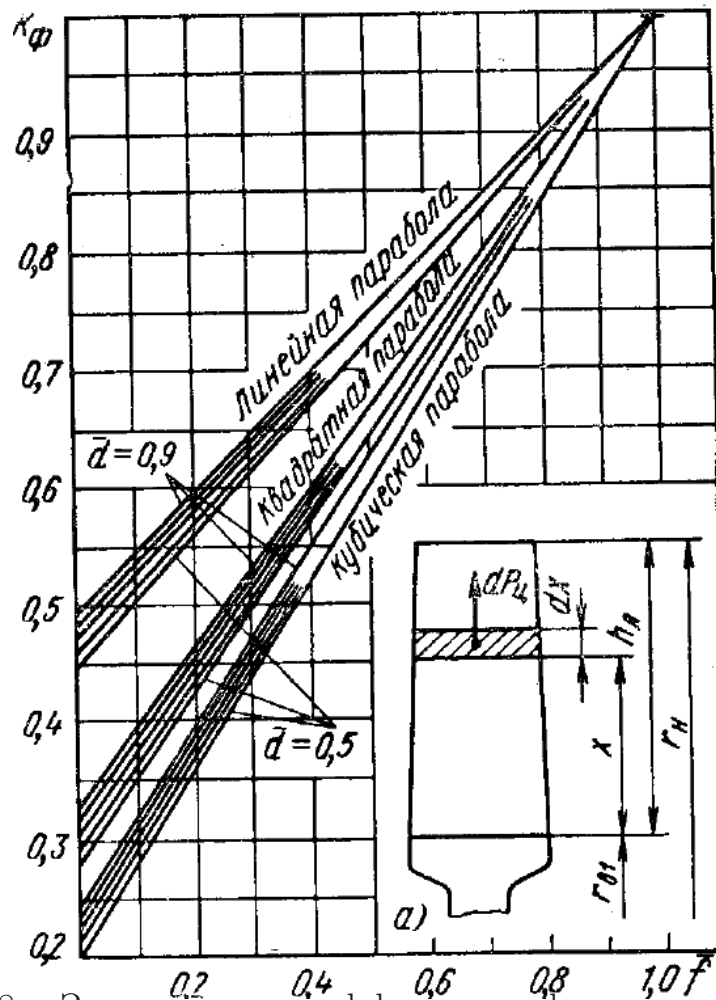 Kф
0,9
0,8
0,7
0,6
0,5
0,4
0,3
0,2
линейная парабола
квадратная парабола
кубическая парабола
d̄=0,9
d̄=0,5
dPц
dx
hл
rн
x
rв1
а)
0,2
0,4
0,6
0,8
1,0 f̄